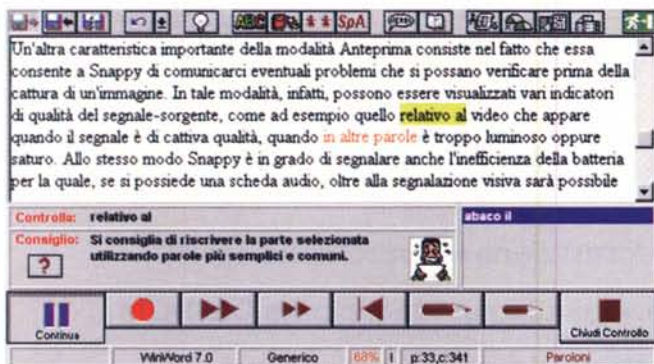 ABC SpA
Un'altra caratteristica importante della modalità Anteprima consiste nel fatto che essa
consente a Snappy di comunicarci eventuali problemi che si possano verificare prima della
cattura di un'immagine. In tale modalità, infatti, possono essere visualizzati vari indicatori
di qualità del segnale-sorgente, come ad esempio quello relativo al video che appare
quando il segnale è di cattiva qualità, quando in altre parole è troppo luminoso oppure
saturo. Allo stesso modo Snappy è in grado di segnalare anche l'inefficienza della batteria
per la quale, se si possiede una scheda audio, oltre alla segnalazione visiva sarà possibile
Controllo: relativo al
abaco il
Consiglio: Si consiglia di riscrivere la parte selezionata
utilizzando parole più semplici e comuni.
?
Continua
Chiudi Controllo
WinWord 7.0 Generico 68% I p:33,c:341 Paroloni